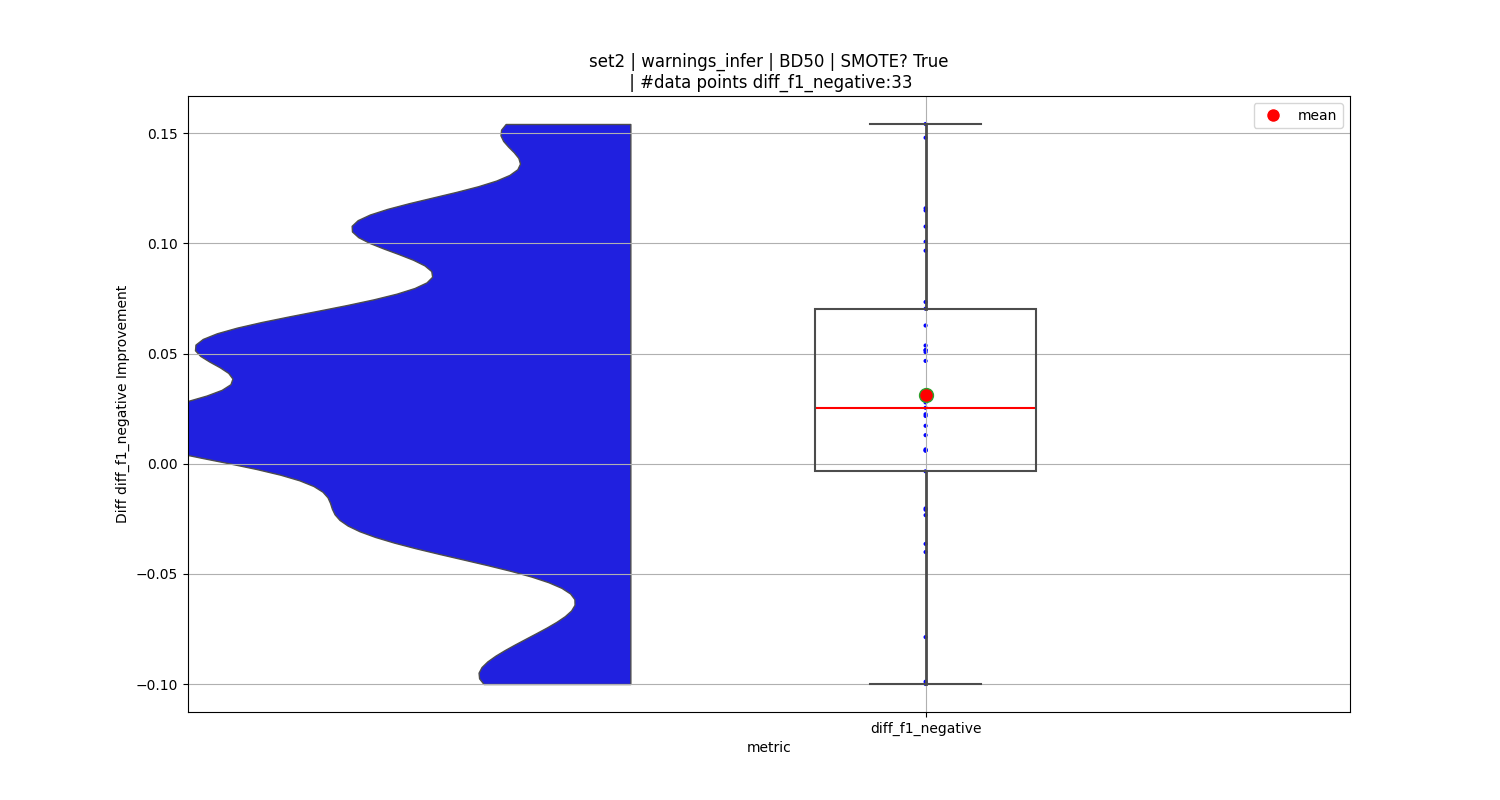 set2 | warnings_infer | BD50 | SMOTE? True
| #data points diff_f1_negative:33
mean
0.15
0.10
0.05
0.00
−0.05
−0.10
Diff diff_f1_negative Improvement
diff_f1_negative
metric